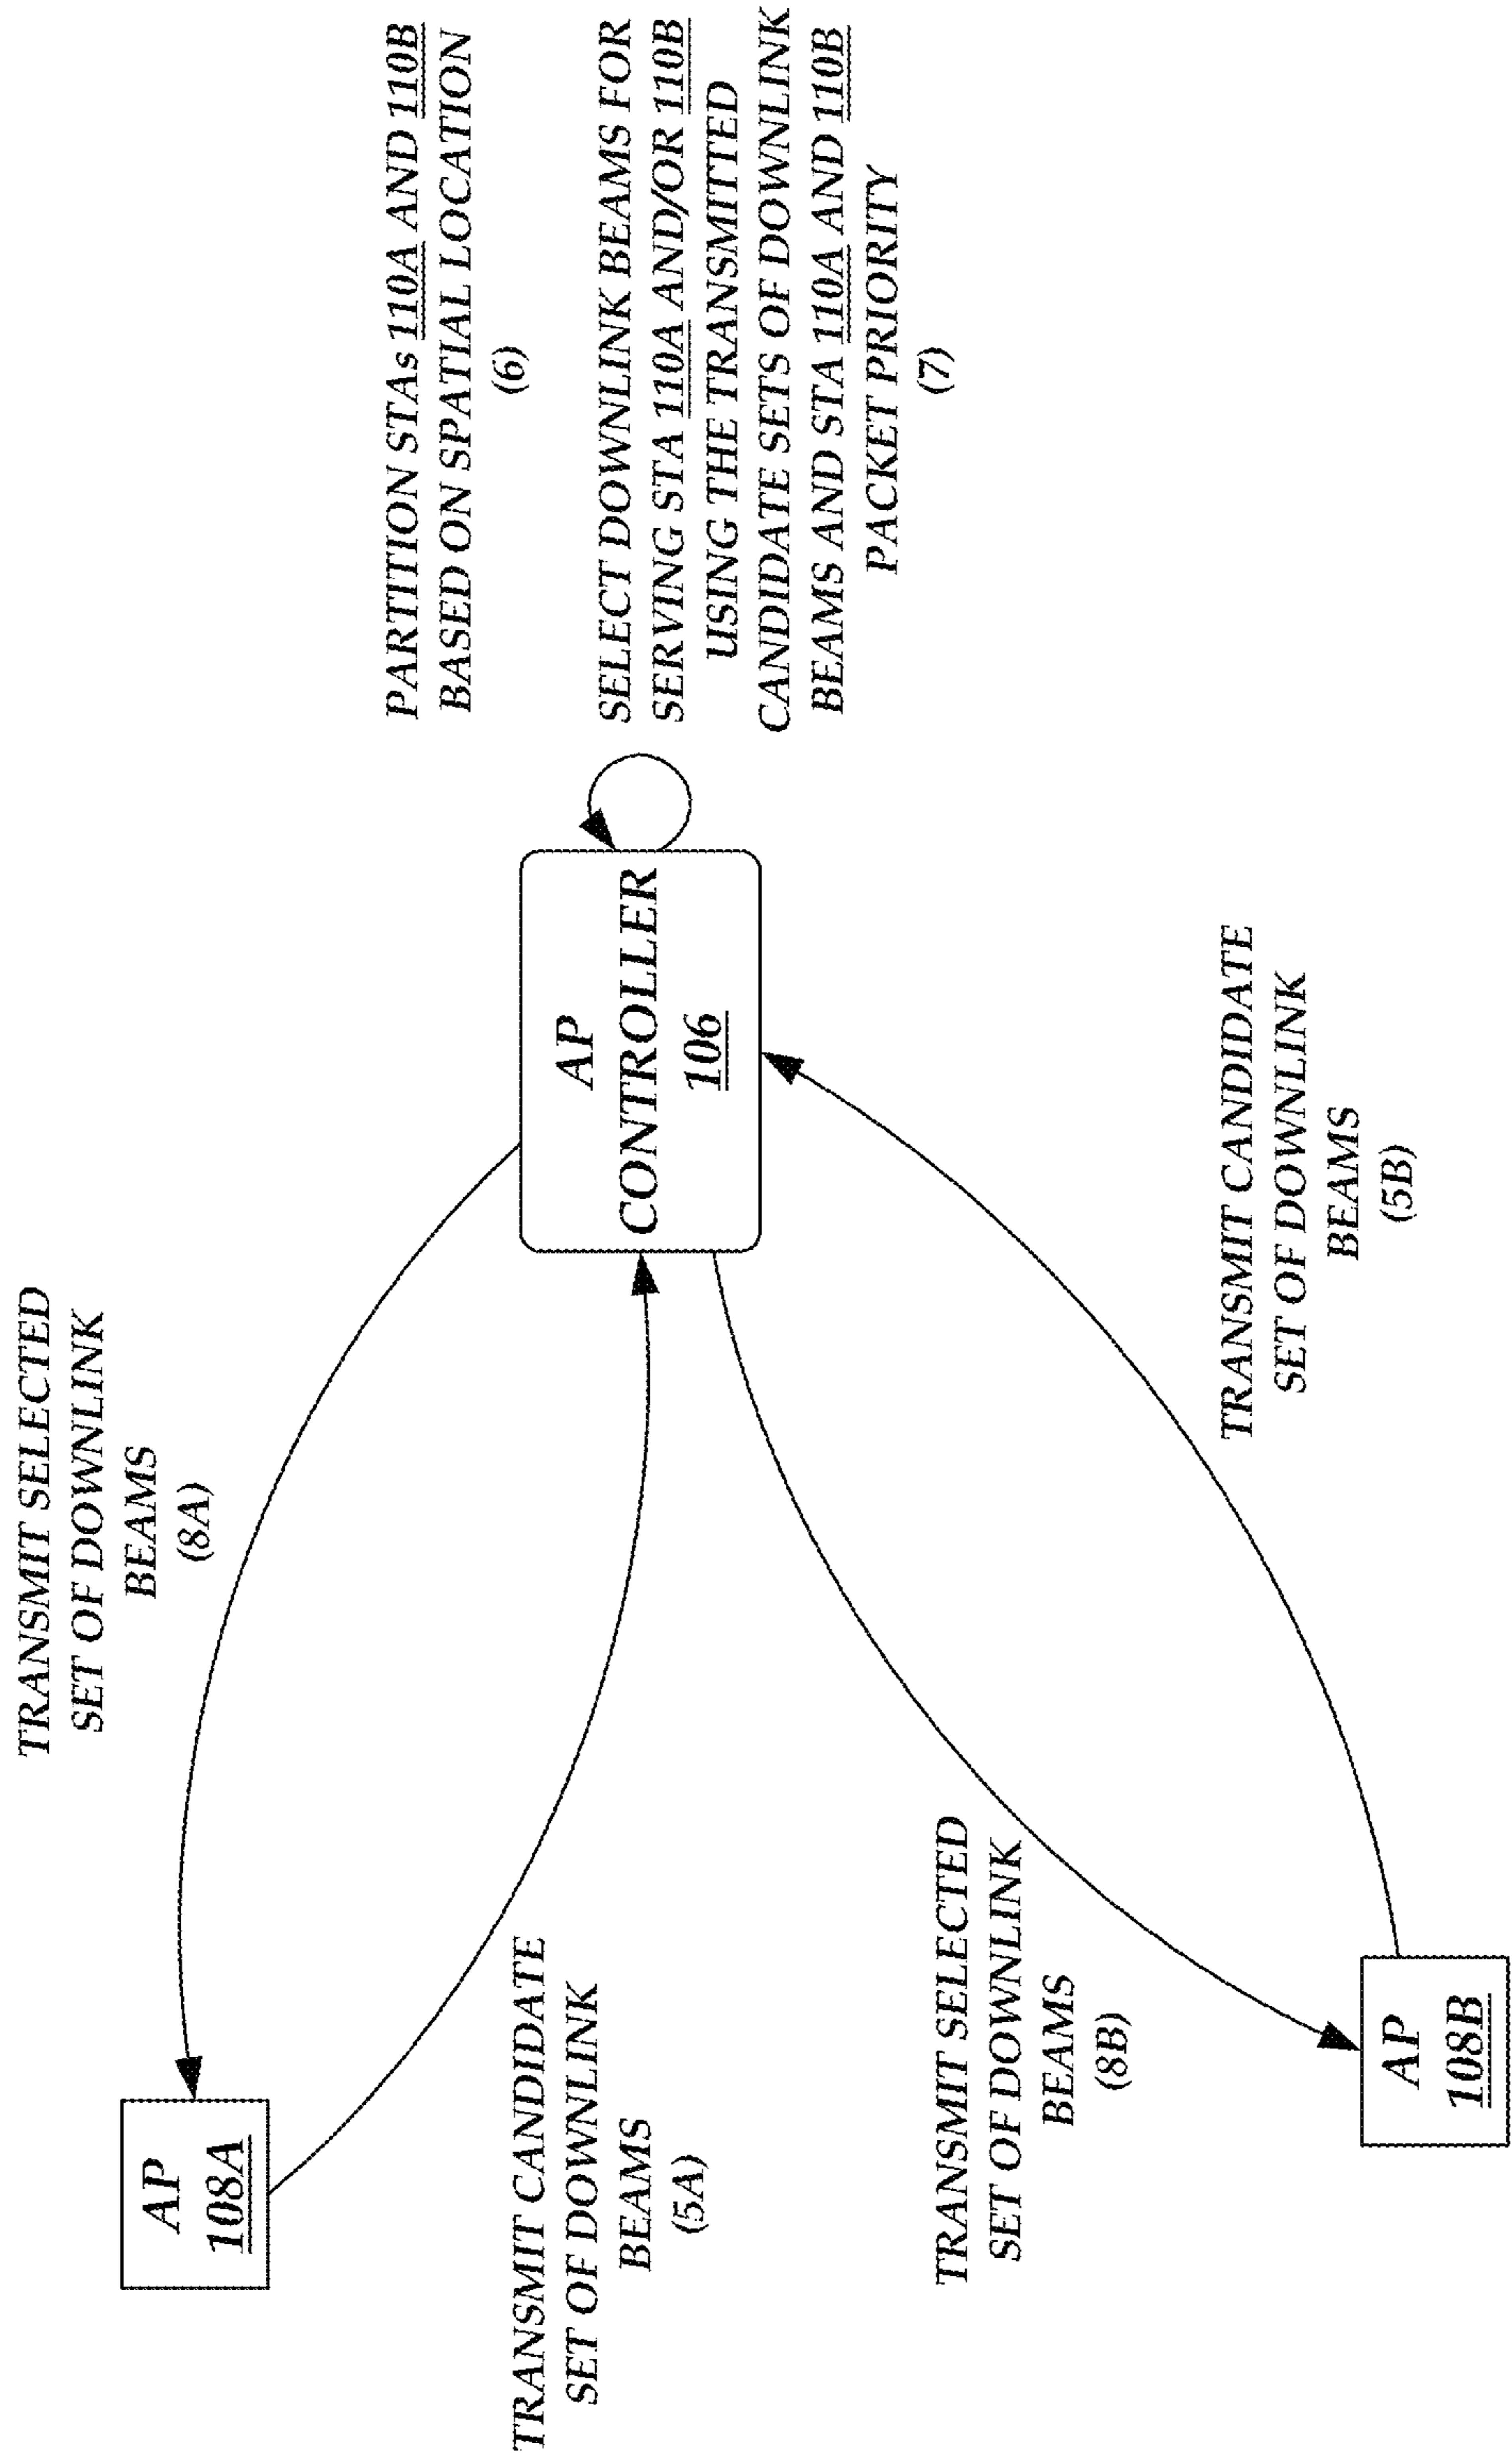 TRANSMIT SELECTED
SET OF DOWNLINK
BEAMS
(8A)
AP
108A
TRANSMIT CANDIDATE
SET OF DOWNLINK
BEAMS
(5A)
AP
CONTROLLER
106
PARTITION STAs 110A AND 110B
BASED ON SPATIAL LOCATION
(6)
SELECT DOWNLINK BEAMS FOR
SERVING STA 110A AND/OR 110B
USING THE TRANSMITTED
CANDIDATE SETS OF DOWNLINK
BEAMS AND STA 110A AND 110B
PACKET PRIORITY
(7)
TRANSMIT SELECTED
SET OF DOWNLINK
BEAMS
(8B)
TRANSMIT CANDIDATE
SET OF DOWNLINK
BEAMS
(5B)
AP
108B